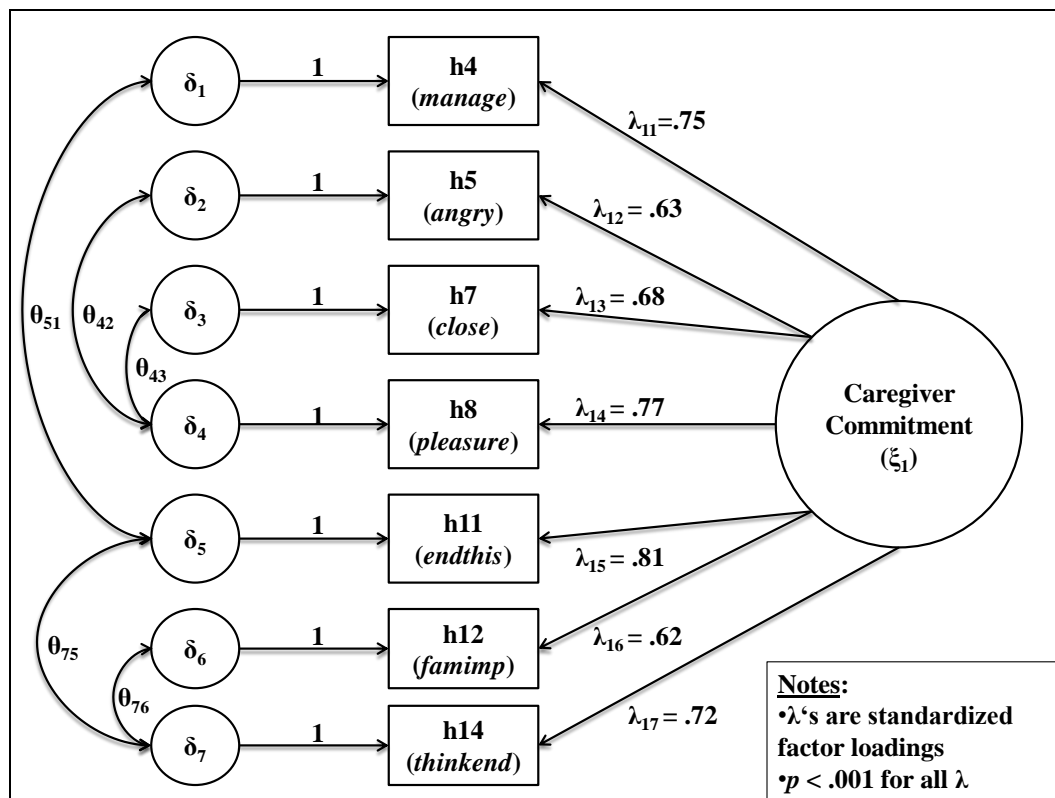 δ₁
1
h4
(manage)
λ₁₁=.75
δ₂
1
h5
(angry)
λ₁₂ = .63
δ₃
1
h7
(close)
λ₁₃ = .68
θ₅₁
θ₄₂
θ₄₃
δ₄
1
h8
(pleasure)
λ₁₄ = .77
Caregiver
Commitment
(ξ₁)
δ₅
1
h11
(endthis)
λ₁₅ = .81
θ₇₅
δ₆
1
h12
(famimp)
λ₁₆ = .62
θ₇₆
δ₇
1
h14
(thinkend)
λ₁₇ = .72
Notes:
•λ‘s are standardized
factor loadings
•p < .001 for all λ